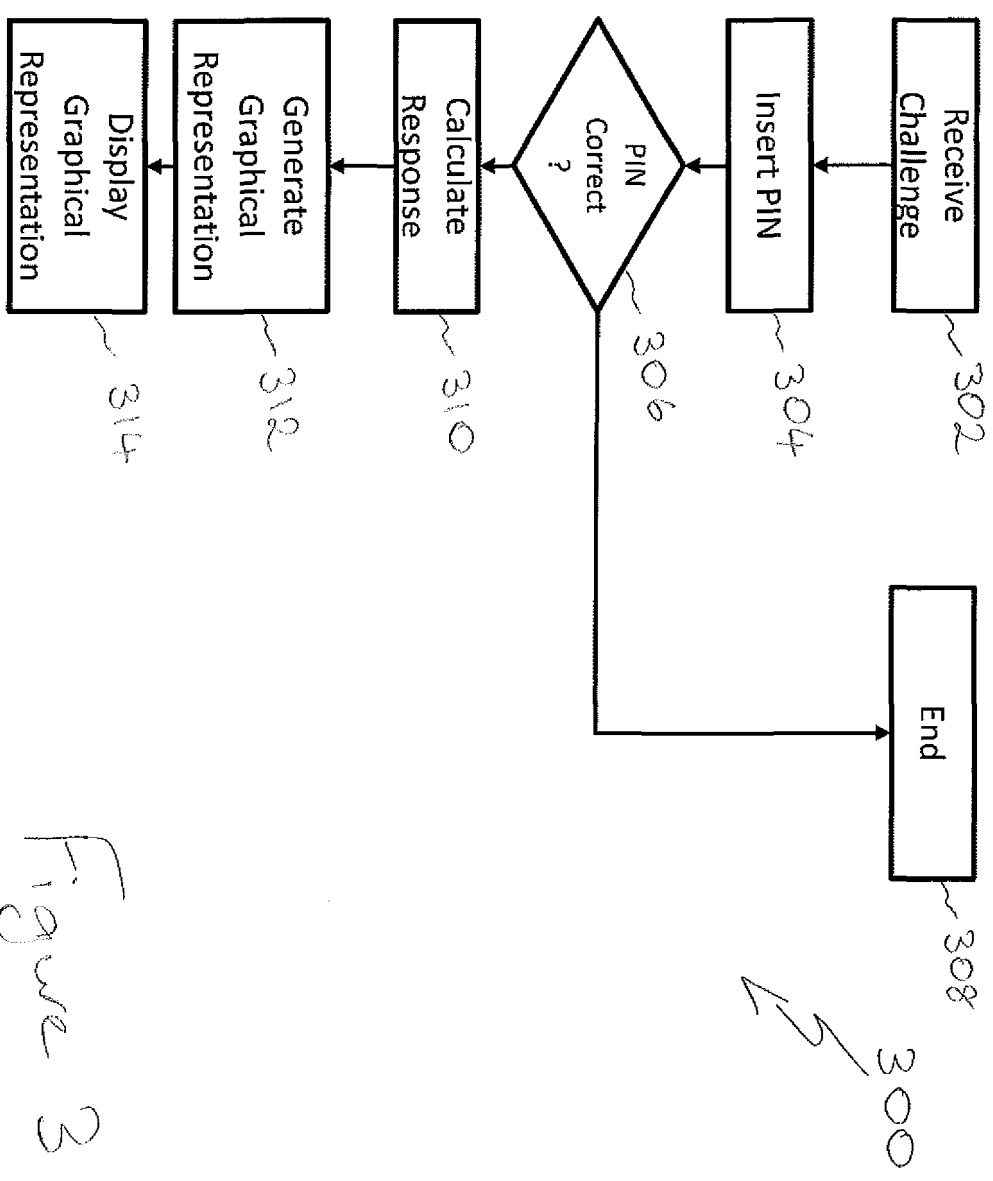 Receive
Challenge
302
Insert PIN
304
PIN
Correct
?
306
End
308
Calculate
Response
310
Generate
Graphical
Representation
312
Display
Graphical
Representation
314
300
Figure 3